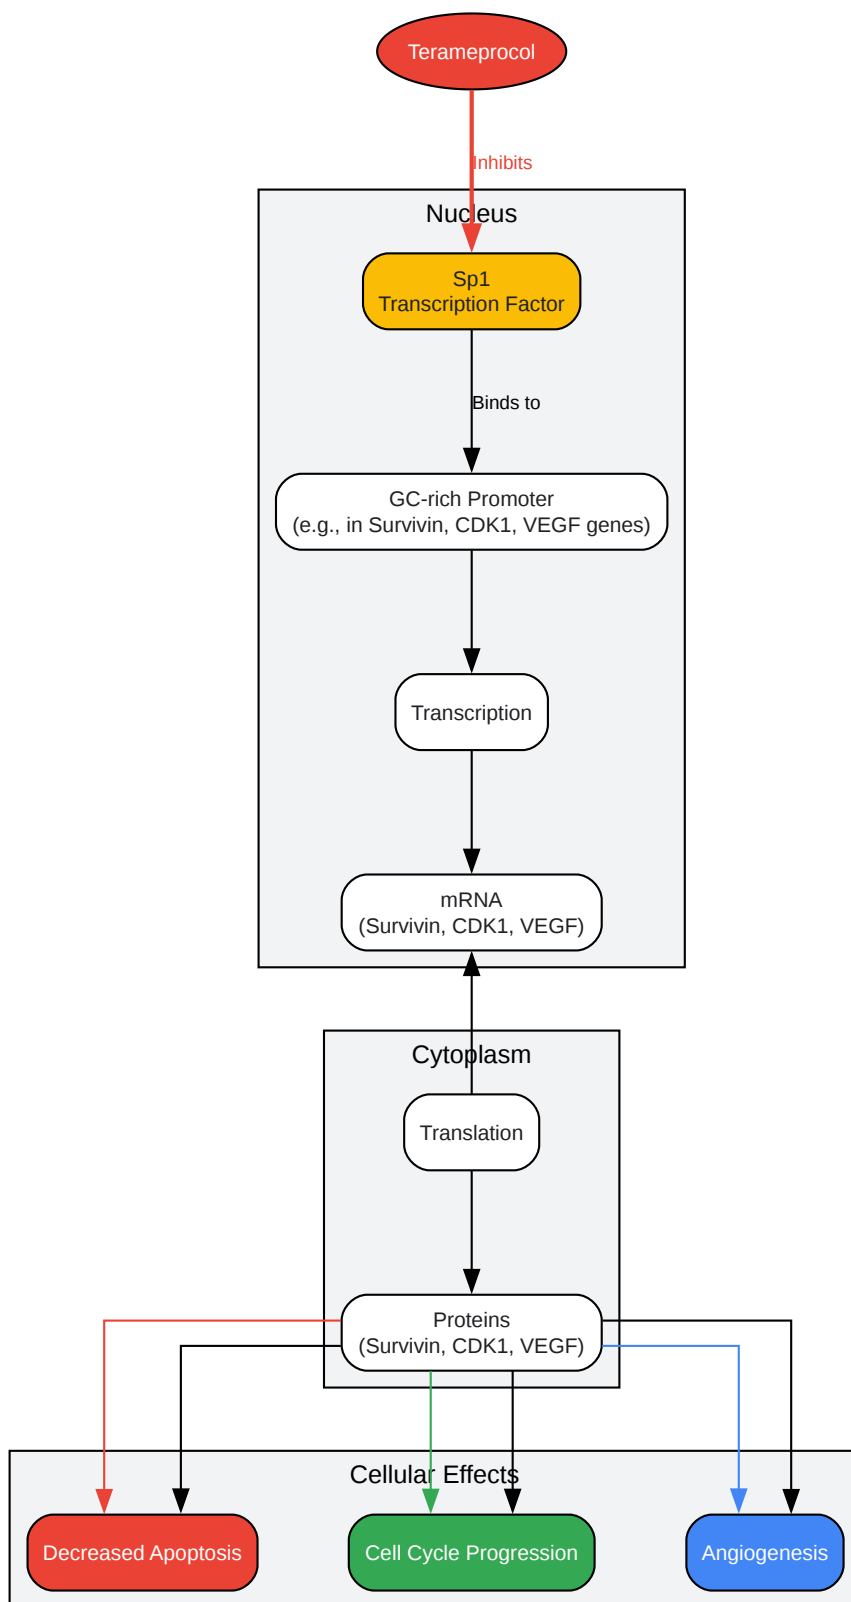 Terameprocol
Inhibits
Nucleus
Sp1
Transcription Factor
Binds to
GC-rich Promoter
(e.g., in Survivin, CDK1, VEGF genes)
Transcription
mRNA
(Survivin, CDK1, VEGF)
Cytoplasm
Translation
Proteins
(Survivin, CDK1, VEGF)
Cellular Effects
Decreased Apoptosis
Cell Cycle Progression
Angiogenesis